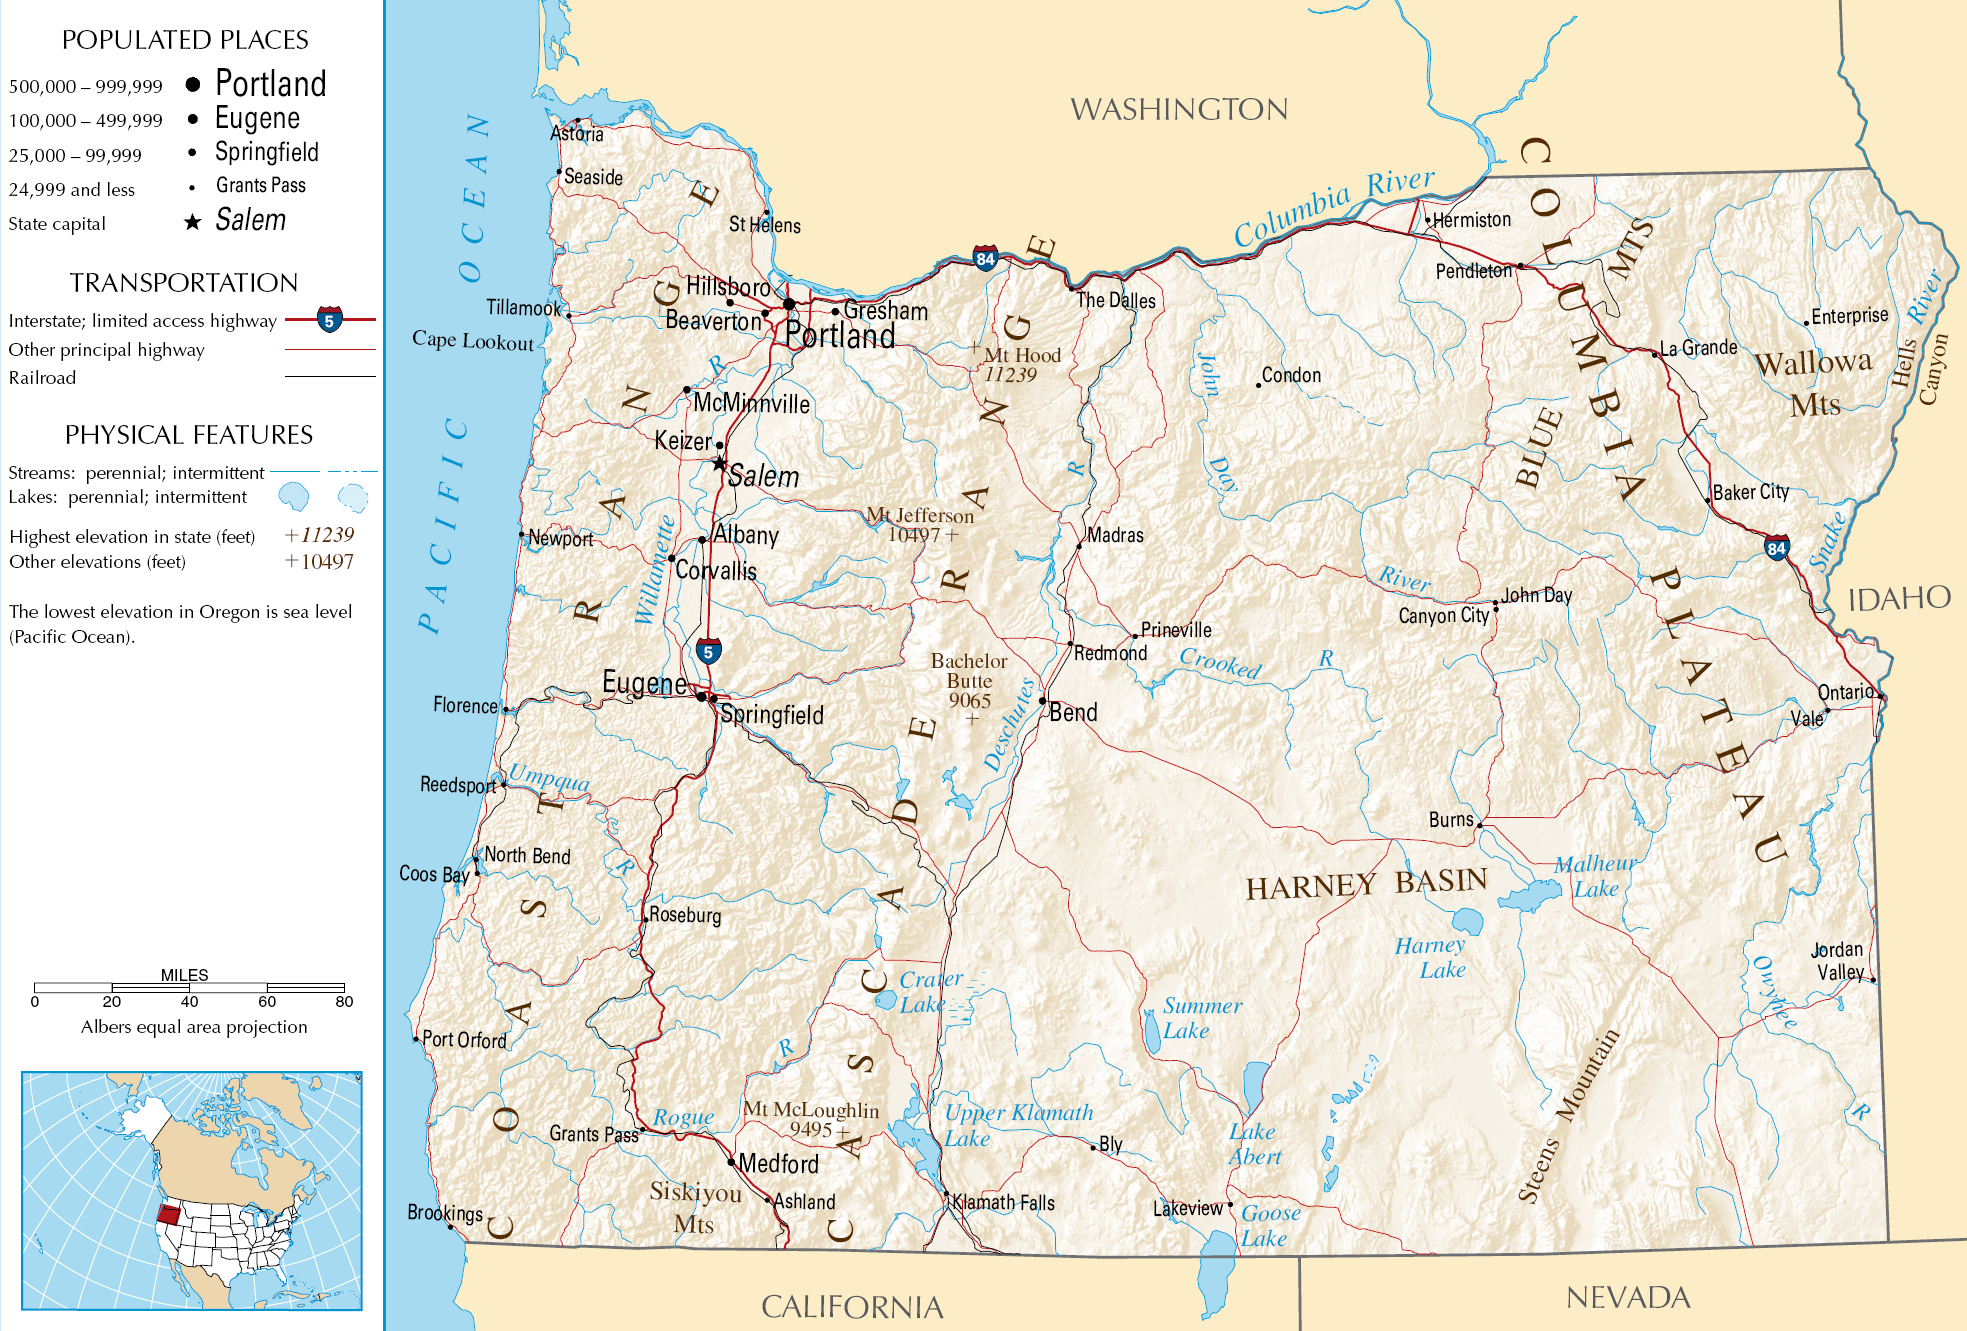 POPULATED PLACES
500,000 – 999,999 Portland
100,000 – 499,999 Eugene
25,000 – 99,999 Springfield
24,999 and less Grants Pass
State capital Salem
TRANSPORTATION
Interstate; limited access highway 5
Other principal highway
Railroad
PHYSICAL FEATURES
Streams: perennial; intermittent
Lakes: perennial; intermittent
Highest elevation in state (feet) +11239
Other elevations (feet) +10497
The lowest elevation in Oregon is sea level
(Pacific Ocean).
MILES
0 20 40 60 80
Albers equal area projection
PACIFIC OCEAN
WASHINGTON
IDAHO
NEVADA
CALIFORNIA
COAST RANGE
CASCADE RANGE
COLUMBIA PLATEAU
BLUE MTS
Wallowa
Mts
Hells
Canyon
HARNEY BASIN
Steens Mountain
Siskiyou
Mts
Columbia River
Snake River
Astoria
Seaside
St Helens
Hillsboro
Beaverton
Portland
Gresham
Tillamook
Cape Lookout
84
The Dalles
Hermiston
Pendleton
Enterprise
La Grande
Condon
Mt Hood
11239
McMinnville
Keizer
Salem
Willamette R
John Day River
Baker City
84
Mt Jefferson
10497 +
Newport
Albany
Corvallis
Madras
John Day
Canyon City
Prineville
Redmond
Crooked R
Deschutes R
5
Bachelor
Butte
9065
+
Eugene
Springfield
Bend
Florence
Ontario
Vale
Reedsport
Umpqua R
Burns
North Bend
Coos Bay
Roseburg
Malheur
Lake
Harney
Lake
Jordan
Valley
Owyhee R
Crater
Lake
Summer
Lake
Port Orford
Rogue R
Grants Pass
Mt McLoughlin
9495 +
Upper Klamath
Lake
Bly
Lake
Abert
Medford
Ashland
Klamath Falls
Lakeview
Goose
Lake
Brookings